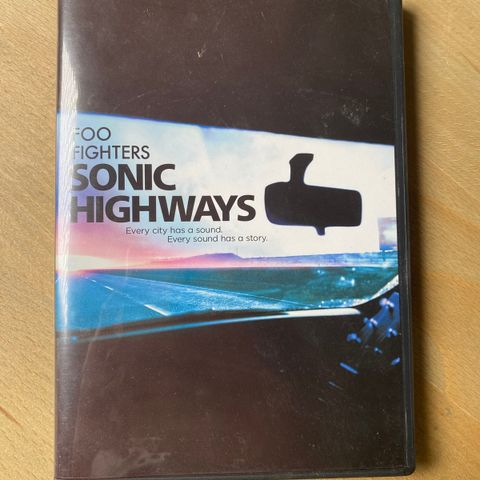 FOO
FIGHTERS
SONIC
HIGHWAYS
Every city has a sound.
Every sound has a story.